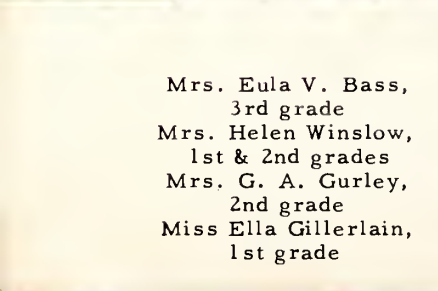 Mrs. Eula V. Bass,
3rd grade
Mrs. Helen Winslow,
1st & 2nd grades
Mrs. G. A. Gurley,
2nd grade
Miss Ella Gillerlain,
1st grade